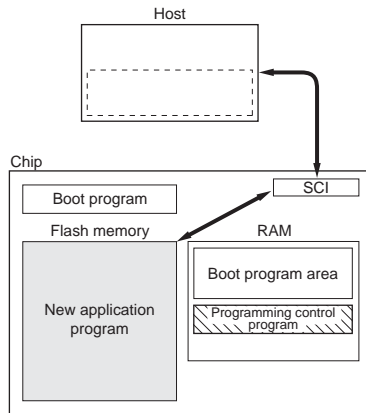 Host
Chip
SCI
Boot program
Flash memory
RAM
New application
program
Boot program area
Programming control
program